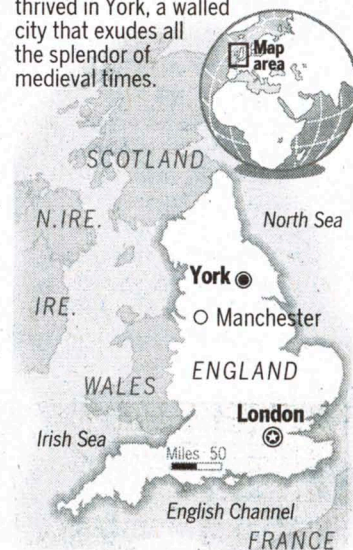 thrived in York, a walled
city that exudes all
the splendor of
medieval times.
Map
area
SCOTLAND
N.IRE.
North Sea
York
IRE.
Manchester
ENGLAND
WALES
London
Irish Sea
Miles 50
English Channel
FRANCE